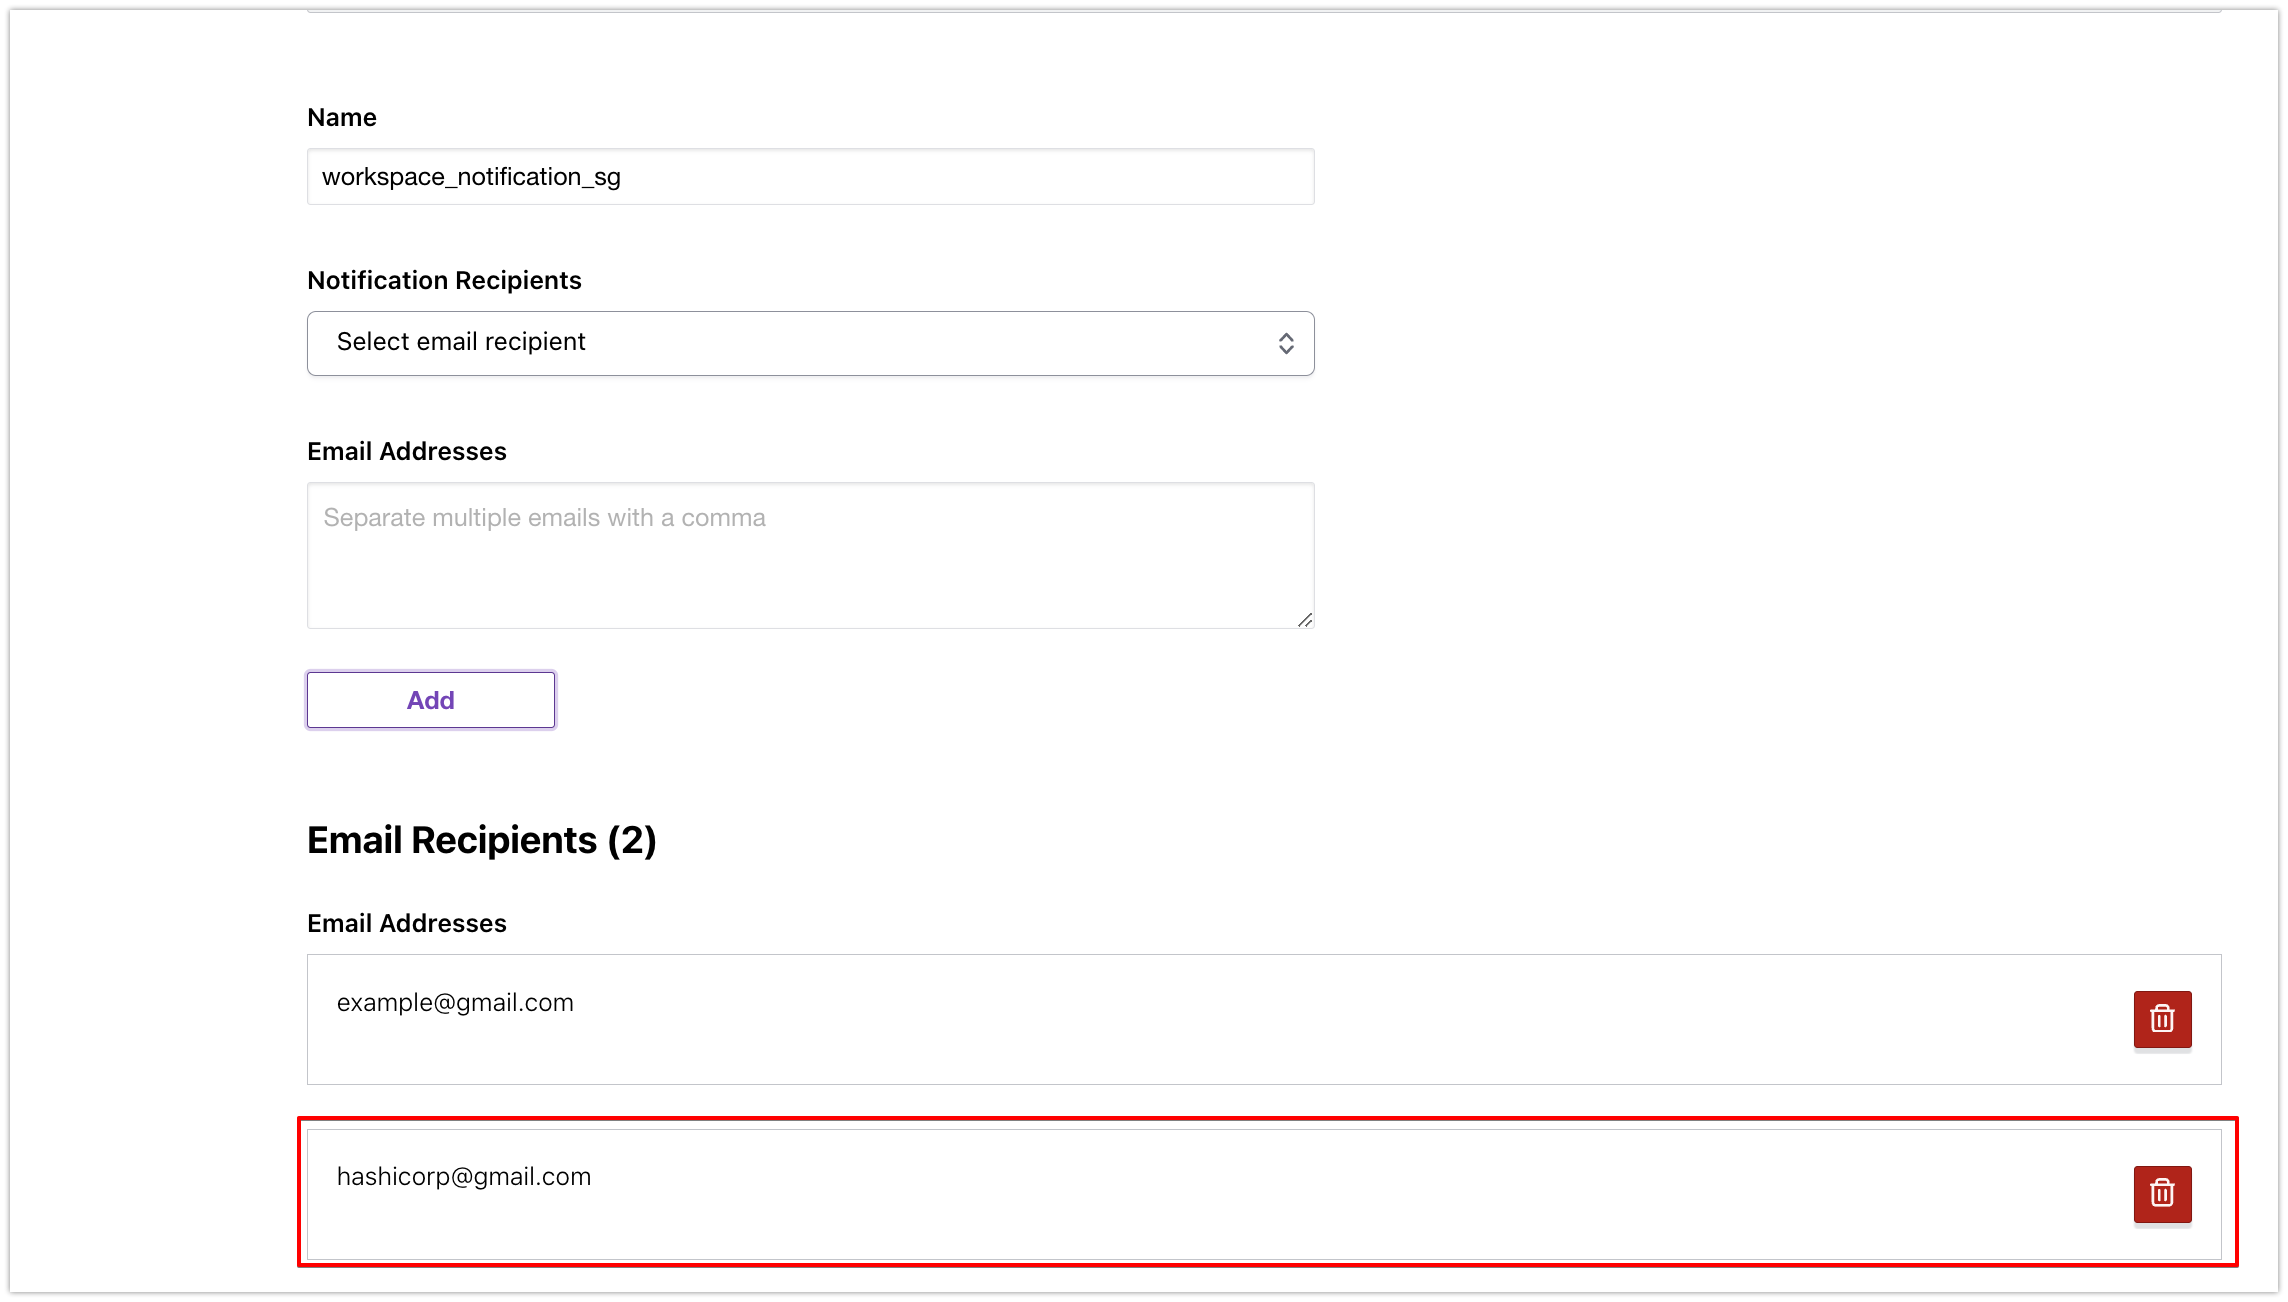 Name
workspace_notification_sg
Notification Recipients
Select email recipient
Email Addresses
Separate multiple emails with a comma
Add
Email Recipients (2)
Email Addresses
example@gmail.com
hashicorp@gmail.com